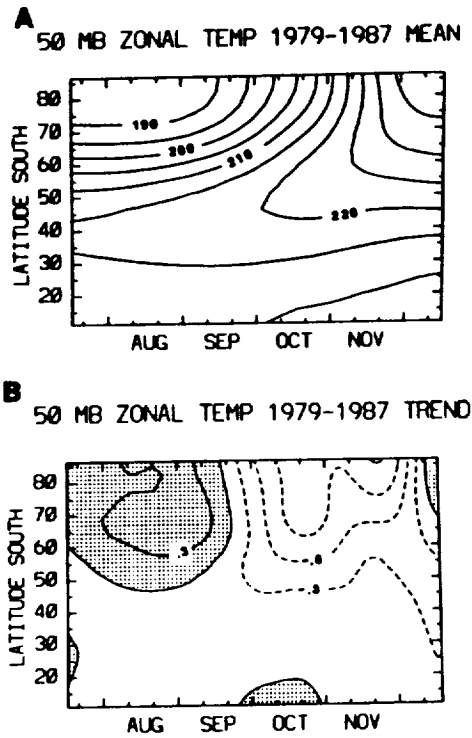 A
50 MB ZONAL TEMP 1979-1987 MEAN
80
70
60
50
40
30
20
LATITUDE SOUTH
190
200
210
220
AUG SEP OCT NOV
B
50 MB ZONAL TEMP 1979-1987 TREND
80
70
60
50
40
30
20
LATITUDE SOUTH
.3
.6
.3
AUG SEP OCT NOV